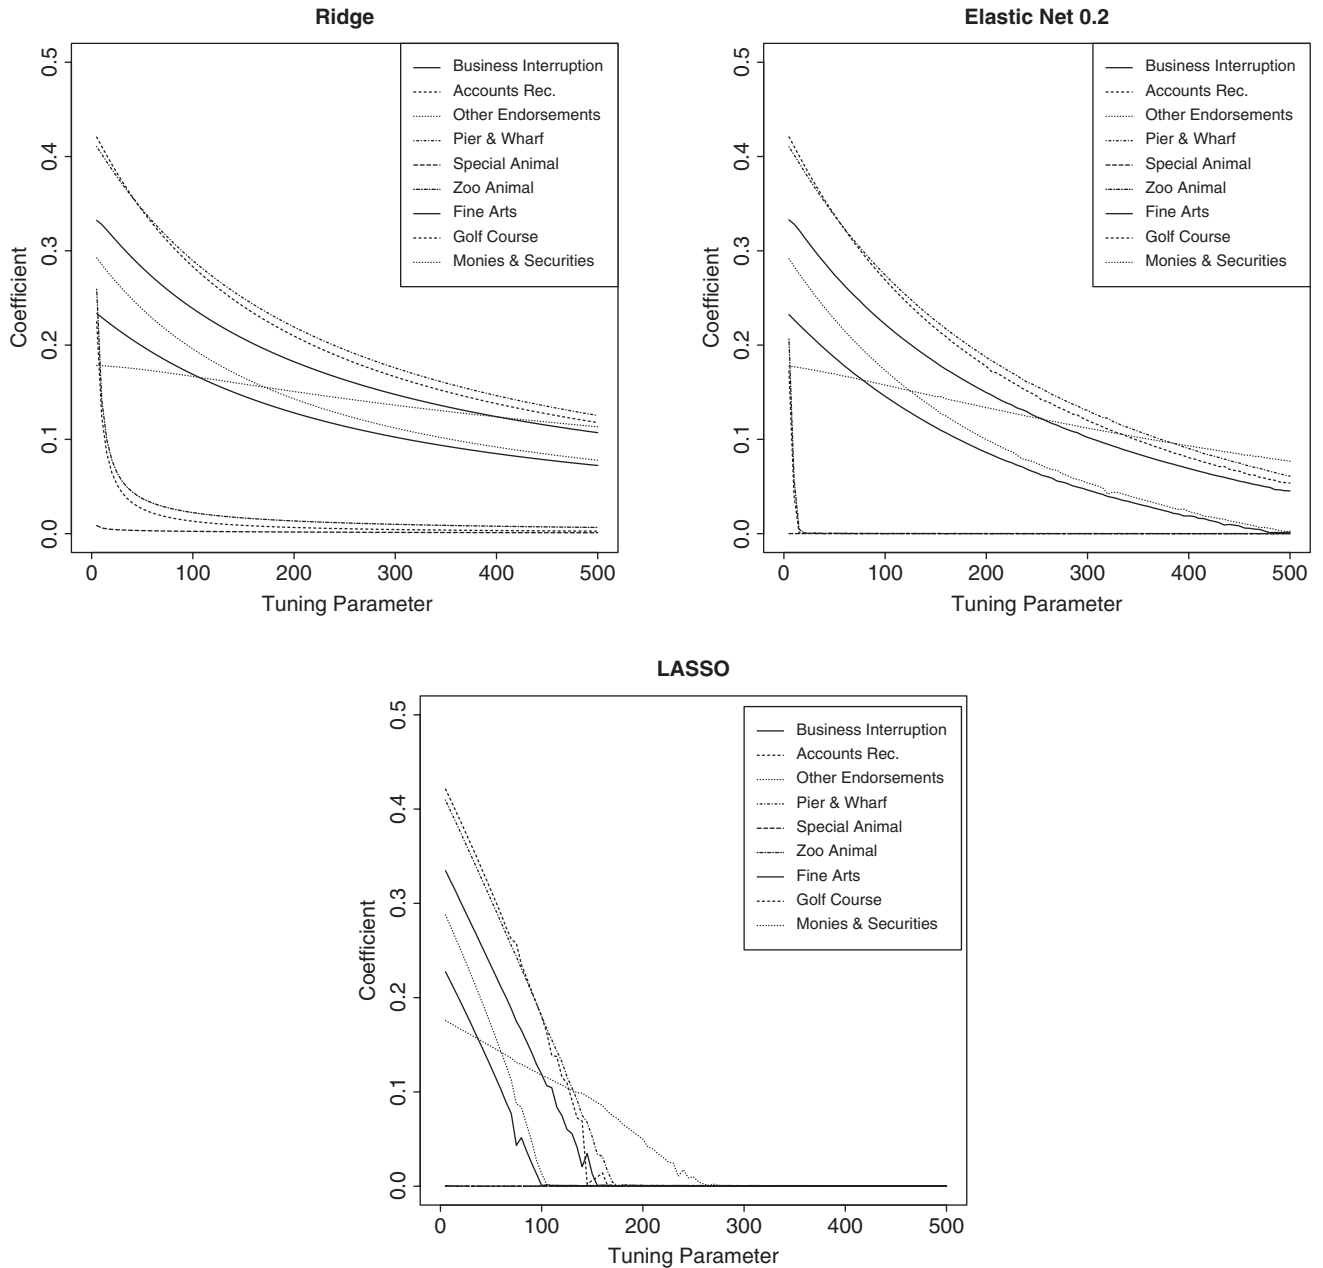 Ridge
0.5
0.4
0.3
0.2
0.1
0.0
Coefficient
Business Interruption
Accounts Rec.
Other Endorsements
Pier & Wharf
Special Animal
Zoo Animal
Fine Arts
Golf Course
Monies & Securities
0 100 200 300 400 500
Tuning Parameter
Elastic Net 0.2
0.5
0.4
0.3
0.2
0.1
0.0
Coefficient
Business Interruption
Accounts Rec.
Other Endorsements
Pier & Wharf
Special Animal
Zoo Animal
Fine Arts
Golf Course
Monies & Securities
0 100 200 300 400 500
Tuning Parameter
LASSO
0.5
0.4
0.3
0.2
0.1
0.0
Coefficient
Business Interruption
Accounts Rec.
Other Endorsements
Pier & Wharf
Special Animal
Zoo Animal
Fine Arts
Golf Course
Monies & Securities
0 100 200 300 400 500
Tuning Parameter